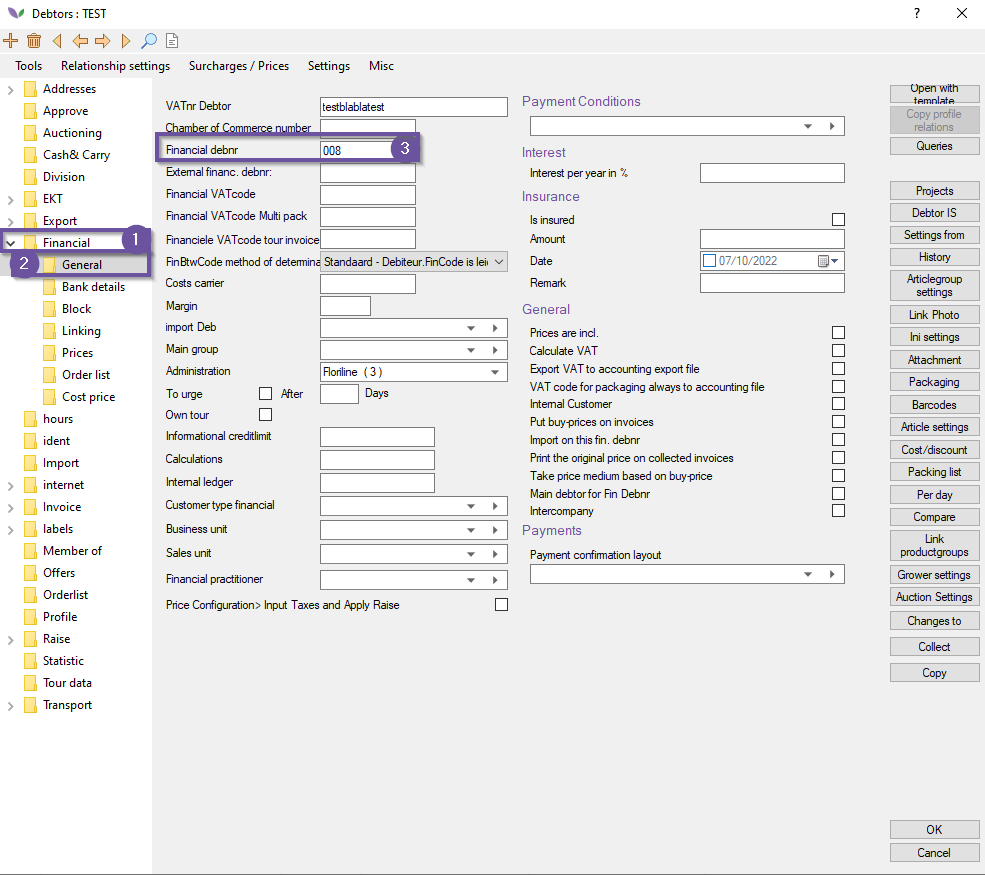 Debtors : TEST
?
Tools Relationship settings Surcharges / Prices Settings Misc
Addresses
Approve
Auctioning
Cash& Carry
Division
EKT
Export
Financial
1
2
General
Bank details
Block
Linking
Prices
Order list
Cost price
hours
ident
Import
internet
Invoice
labels
Member of
Offers
Orderlist
Profile
Raise
Statistic
Tour data
Transport
VATnr Debtor testblablatest
Chamber of Commerce number
Financial debnr 008 3
External financ. debnr:
Financial VATcode
Financial VATcode Multi pack
Financiele VATcode tour invoice
FinBtwCode method of determina Standaard - Debiteur.FinCode is leid
Costs carrier
Margin
import Deb
Main group
Administration Floriline ( 3 )
To urge After Days
Own tour
Informational creditlimit
Calculations
Internal ledger
Customer type financial
Business unit
Sales unit
Financial practitioner
Price Configuration> Input Taxes and Apply Raise
Payment Conditions
Interest
Interest per year in %
Insurance
Is insured
Amount
Date 07/10/2022
Remark
General
Prices are incl.
Calculate VAT
Export VAT to accounting export file
VAT code for packaging always to accounting file
Internal Customer
Put buy-prices on invoices
Import on this fin. debnr
Print the original price on collected invoices
Take price medium based on buy-price
Main debtor for Fin Debnr
Intercompany
Payments
Payment confirmation layout
Open with
template
Copy profile
relations
Queries
Projects
Debtor IS
Settings from
History
Articlegroup
settings
Link Photo
Ini settings
Attachment
Packaging
Barcodes
Article settings
Cost/discount
Packing list
Per day
Compare
Link
productgroups
Grower settings
Auction Settings
Changes to
Collect
Copy
OK
Cancel